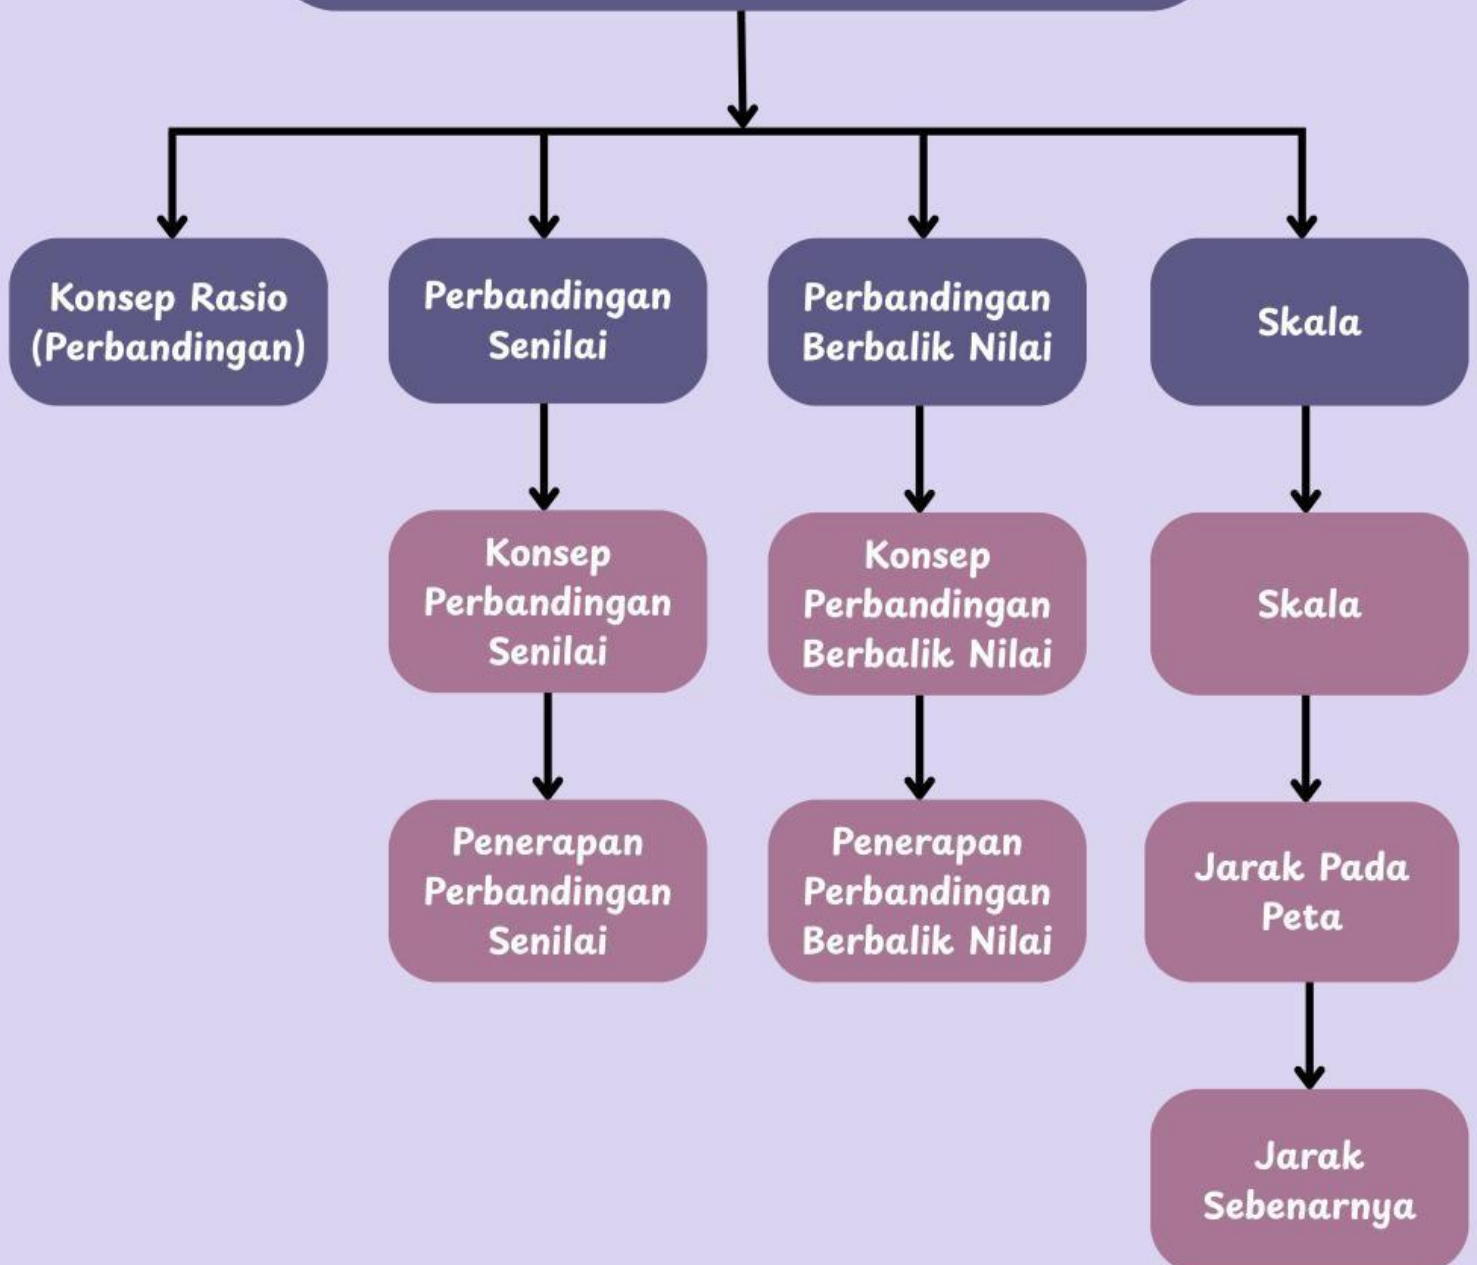 Konsep Rasio
(Perbandingan)
Perbandingan
Senilai
Perbandingan
Berbalik Nilai
Skala
Konsep
Perbandingan
Senilai
Konsep
Perbandingan
Berbalik Nilai
Skala
Penerapan
Perbandingan
Senilai
Penerapan
Perbandingan
Berbalik Nilai
Jarak Pada
Peta
Jarak
Sebenarnya